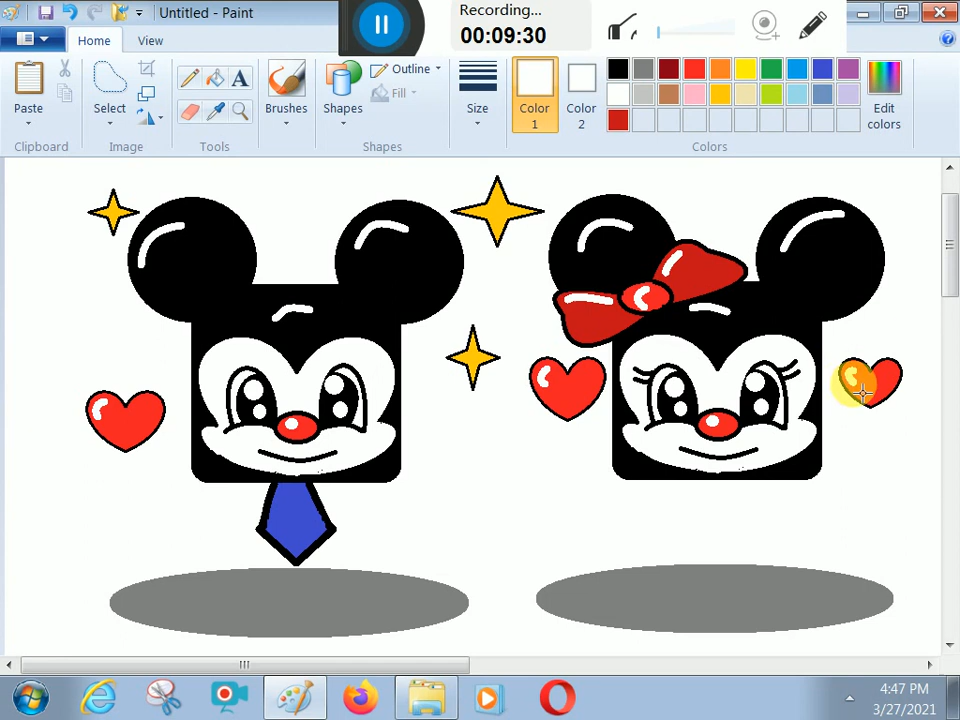 Untitled - Paint
Recording...
00:09:30
Home
View
Paste
Select
A
Brushes
Shapes
Outline
Fill
Size
Color
1
Color
2
Edit
colors
Clipboard
Image
Tools
Shapes
Colors
4:47 PM
3/27/2021